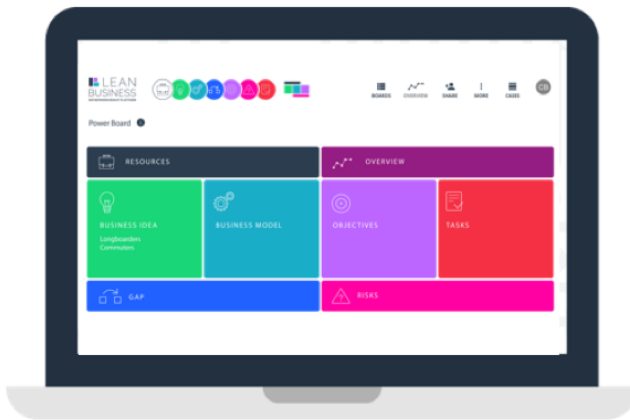 LEAN
BUSINESS
BOARDS
OVERVIEW
SHARE
MORE
CASES
CB
Power Board
RESOURCES
OVERVIEW
BUSINESS IDEA
Longboarders
Commuters
BUSINESS MODEL
OBJECTIVES
TASKS
GAP
RISKS